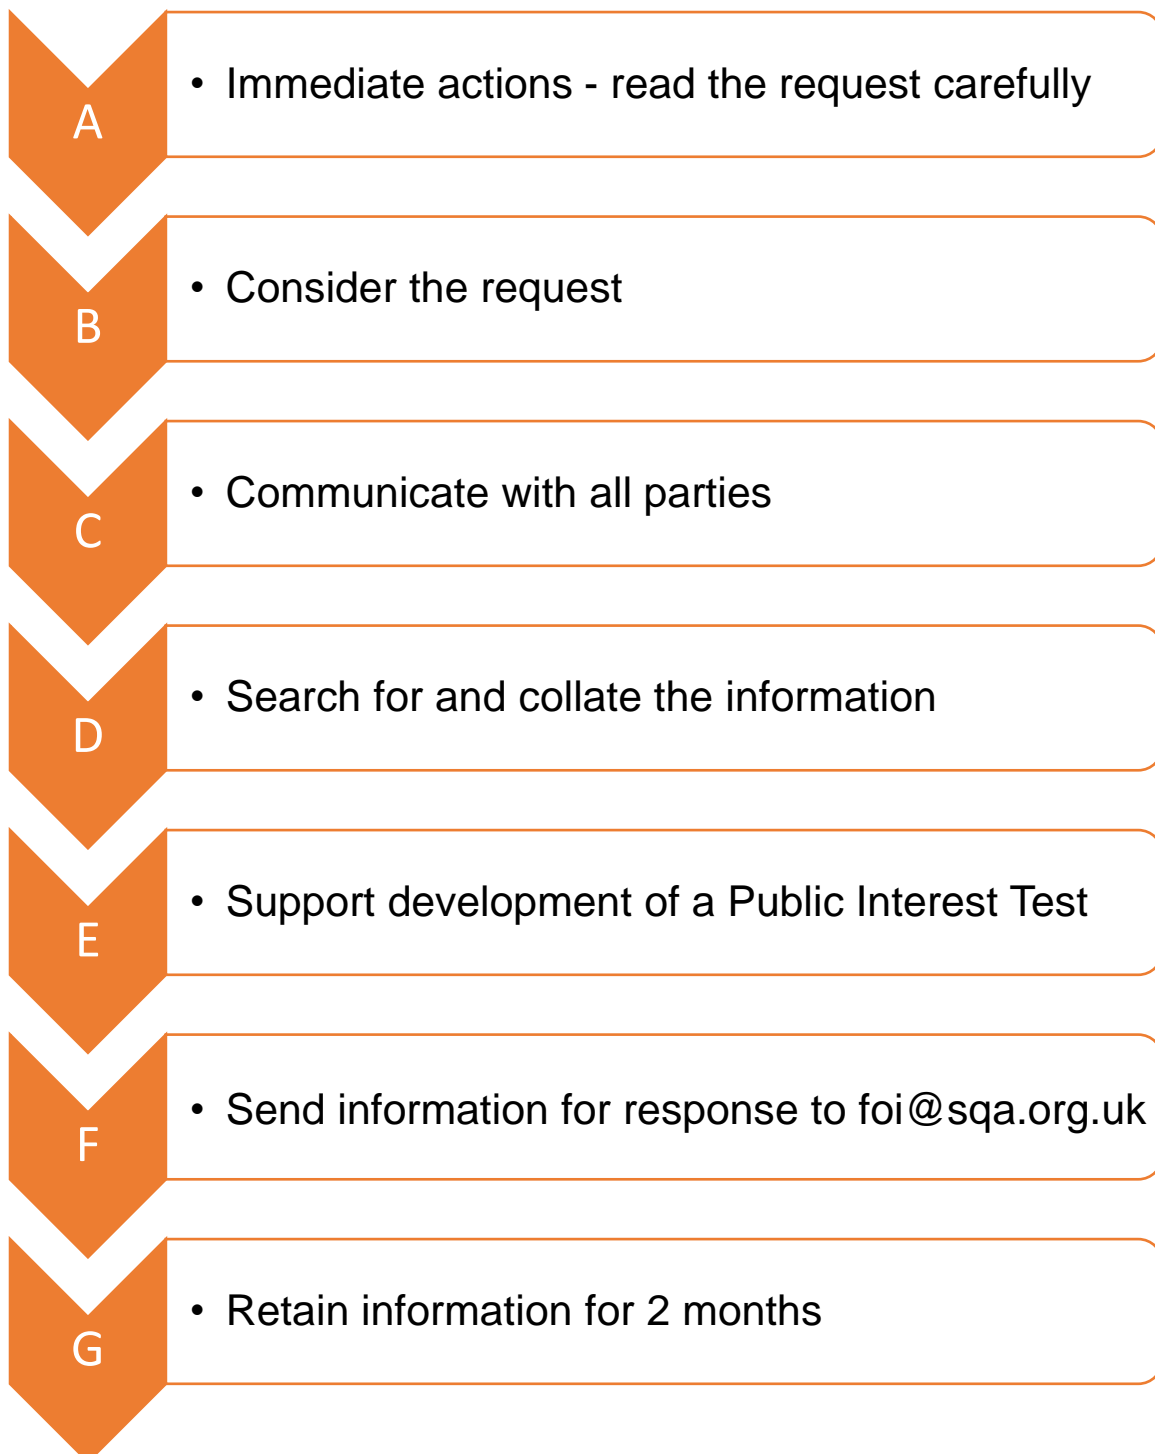 A
• Immediate actions - read the request carefully
B
• Consider the request
C
• Communicate with all parties
D
• Search for and collate the information
E
• Support development of a Public Interest Test
F
• Send information for response to foi@sqa.org.uk
G
• Retain information for 2 months